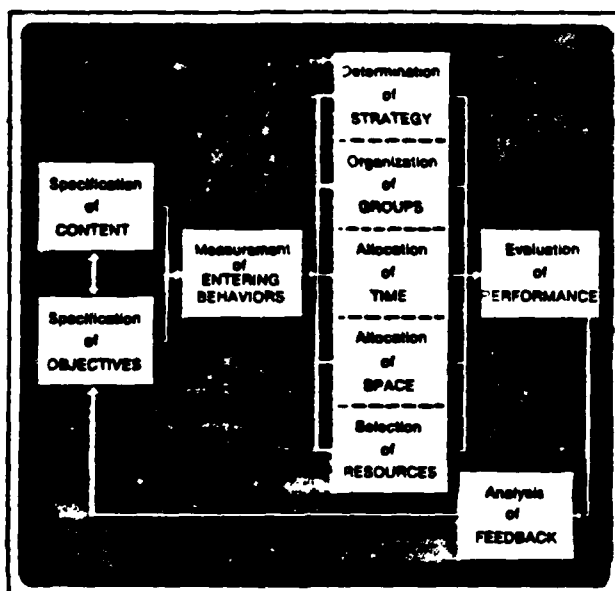 Specification
of
CONTENT
Specification
of
OBJECTIVES
Measurement
of
ENTERING
BEHAVIORS
Determination
of
STRATEGY
Organization
of
GROUPS
Allocation
of
TIME
Allocation
of
SPACE
Selection
of
RESOURCES
Evaluation
of
PERFORMANCE
Analysis
of
FEEDBACK